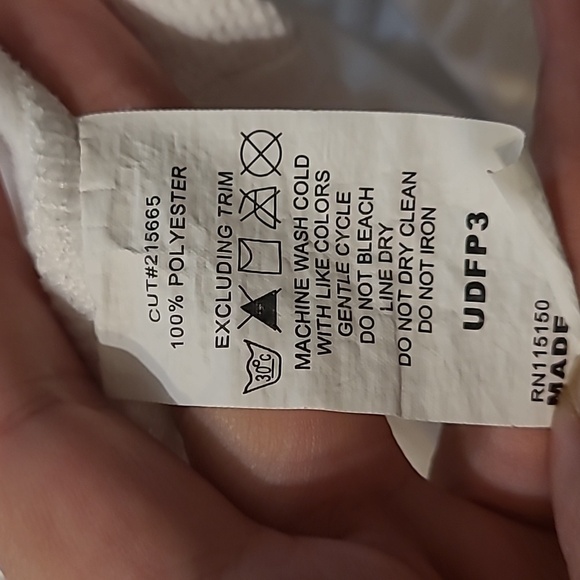 CUT#215665
100% POLYESTER
EXCLUDING TRIM
30°C
MACHINE WASH COLD
WITH LIKE COLORS
GENTLE CYCLE
DO NOT BLEACH
LINE DRY
DO NOT DRY CLEAN
DO NOT IRON
UDFP3
RN115150
MADE